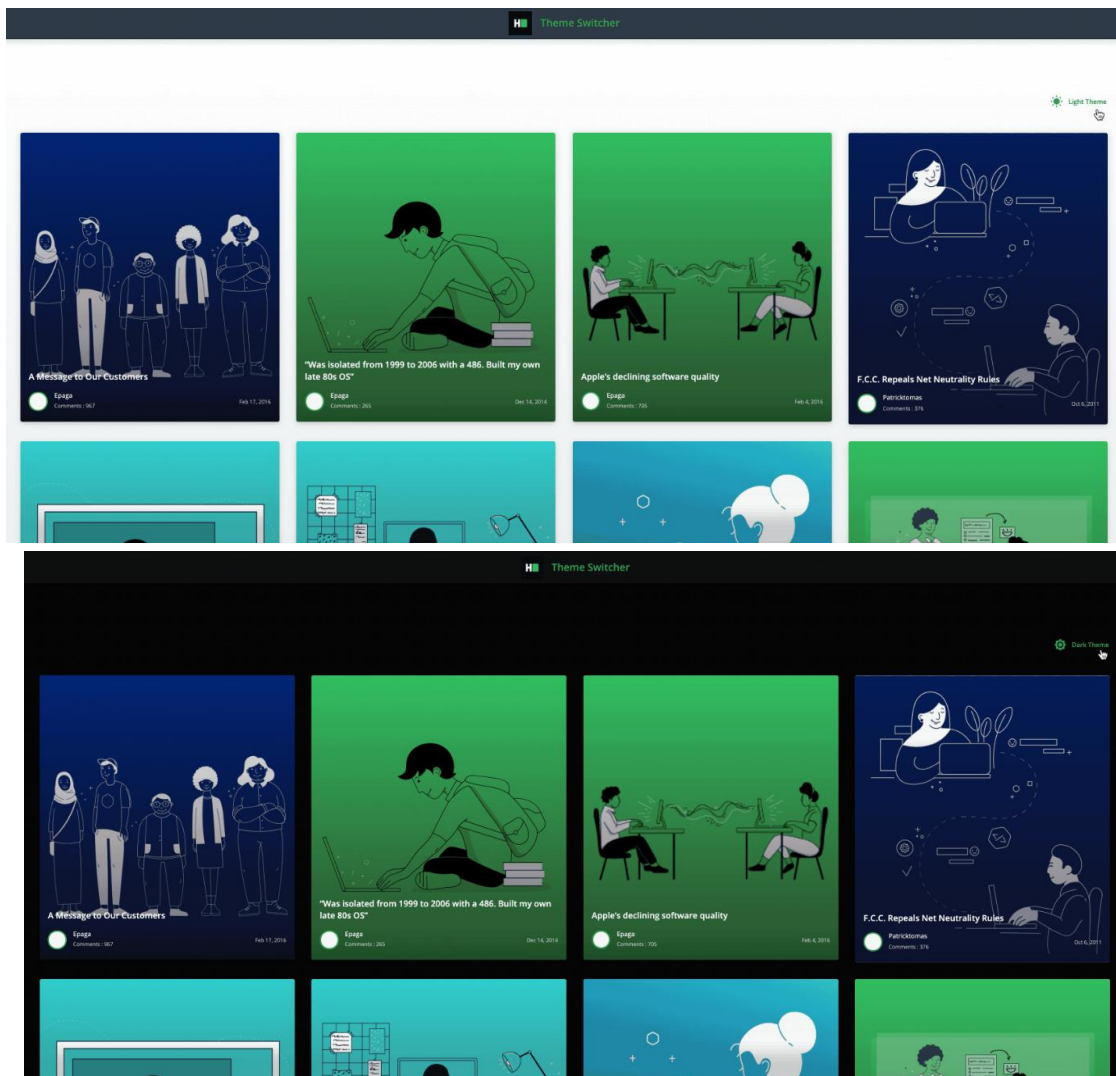 H Theme Switcher
Light Theme
A Message to Our Customers
Epaga
Comments : 967
Feb 17, 2016
"Was isolated from 1999 to 2006 with a 486. Built my own
late 80s OS"
Epaga
Comments : 265
Dec 14, 2014
Apple's declining software quality
Epaga
Comments : 705
Feb 4, 2016
F.C.C. Repeals Net Neutrality Rules
Patricktomas
Comments : 376
Oct 6, 2011
H Theme Switcher
Dark Theme
A Message to Our Customers
Epaga
Comments : 967
Feb 17, 2016
"Was isolated from 1999 to 2006 with a 486. Built my own
late 80s OS"
Epaga
Comments : 265
Dec 14, 2014
Apple's declining software quality
Epaga
Comments : 705
Feb 4, 2016
F.C.C. Repeals Net Neutrality Rules
Patricktomas
Comments : 376
Oct 6, 2011